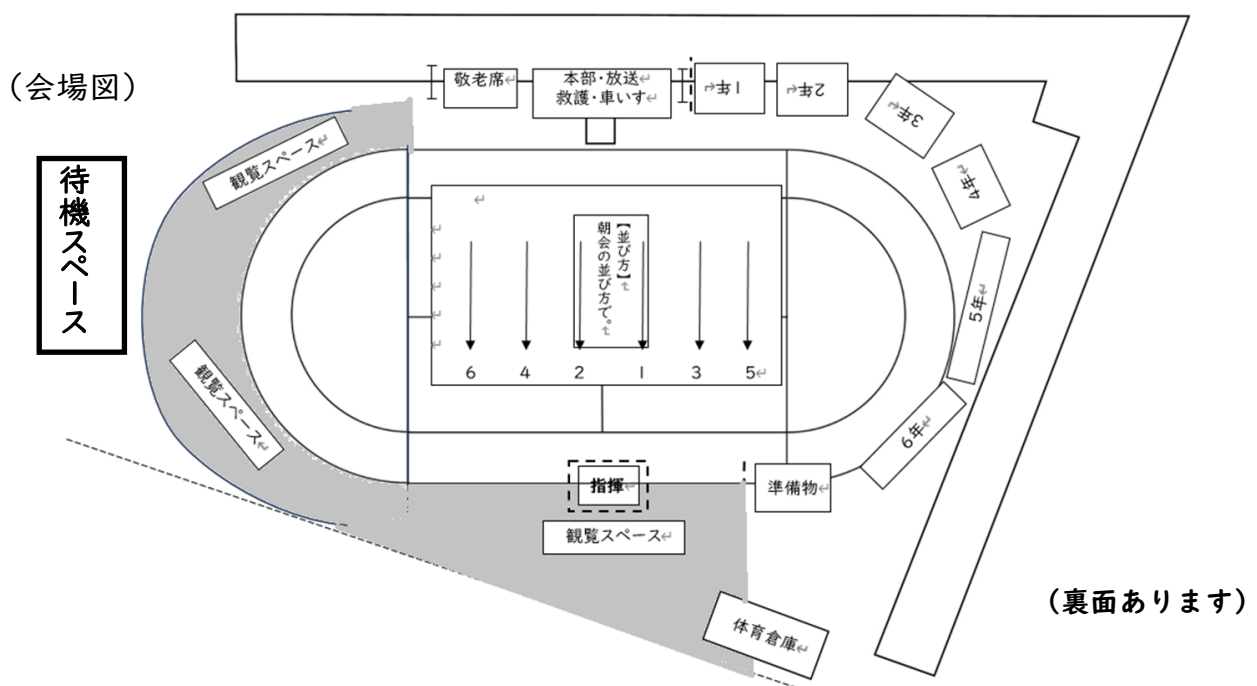 (会場図)
敬老席
本部・放送
救護・車いす
1年
2年
3年
4年
5年
6年
観覧スペース
待機スペース
【並び方】
朝会の並び方で。
6 4 2 1 3 5
観覧スペース
指揮
準備物
観覧スペース
体育倉庫
(裏面あります)